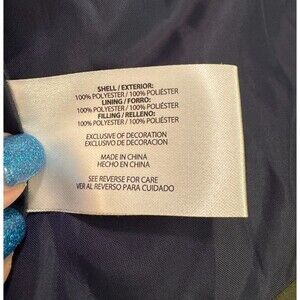 SHELL / EXTERIOR:
100% POLYESTER / 100% POLIÉSTER
LINING / FORRO:
100% POLYESTER / 100% POLIÉSTER
FILLING / RELLENO:
100% POLYESTER / 100% POLIÉSTER
EXCLUSIVE OF DECORATION
EXCLUSIVO DE DECORACIÓN
MADE IN CHINA
HECHO EN CHINA
SEE REVERSE FOR CARE
VER AL REVERSO PARA CUIDADO